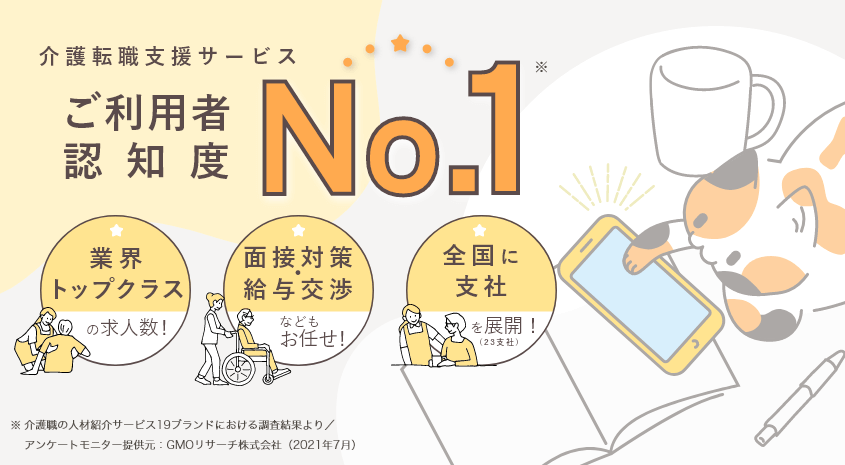 介護転職支援サービス
ご利用者
認知度
No.1
※
業界
トップクラス
の求人数！
面接対策
・
給与交渉
なども
お任せ！
全国に
支社
を展開！
（23支社）
※ 介護職の人材紹介サービス19ブランドにおける調査結果より／
アンケートモニター提供元：GMOリサーチ株式会社（2021年7月）